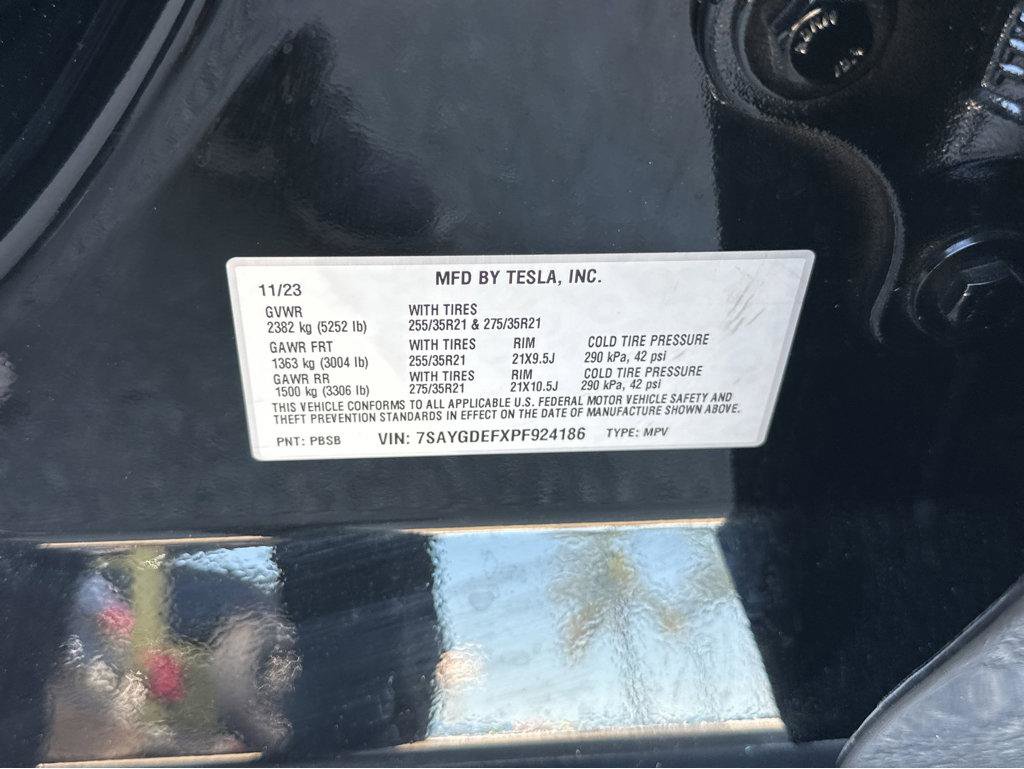 MFD BY TESLA, INC.
11/23
GVWR WITH TIRES
2382 kg (5252 lb) 255/35R21 & 275/35R21
GAWR FRT WITH TIRES RIM COLD TIRE PRESSURE
1363 kg (3004 lb) 255/35R21 21X9.5J 290 kPa, 42 psi
GAWR RR WITH TIRES RIM COLD TIRE PRESSURE
1500 kg (3306 lb) 275/35R21 21X10.5J 290 kPa, 42 psi
THIS VEHICLE CONFORMS TO ALL APPLICABLE U.S. FEDERAL MOTOR VEHICLE SAFETY AND
THEFT PREVENTION STANDARDS IN EFFECT ON THE DATE OF MANUFACTURE SHOWN ABOVE.
PNT: PBSB VIN: 7SAYGDEFXPF924186 TYPE: MPV